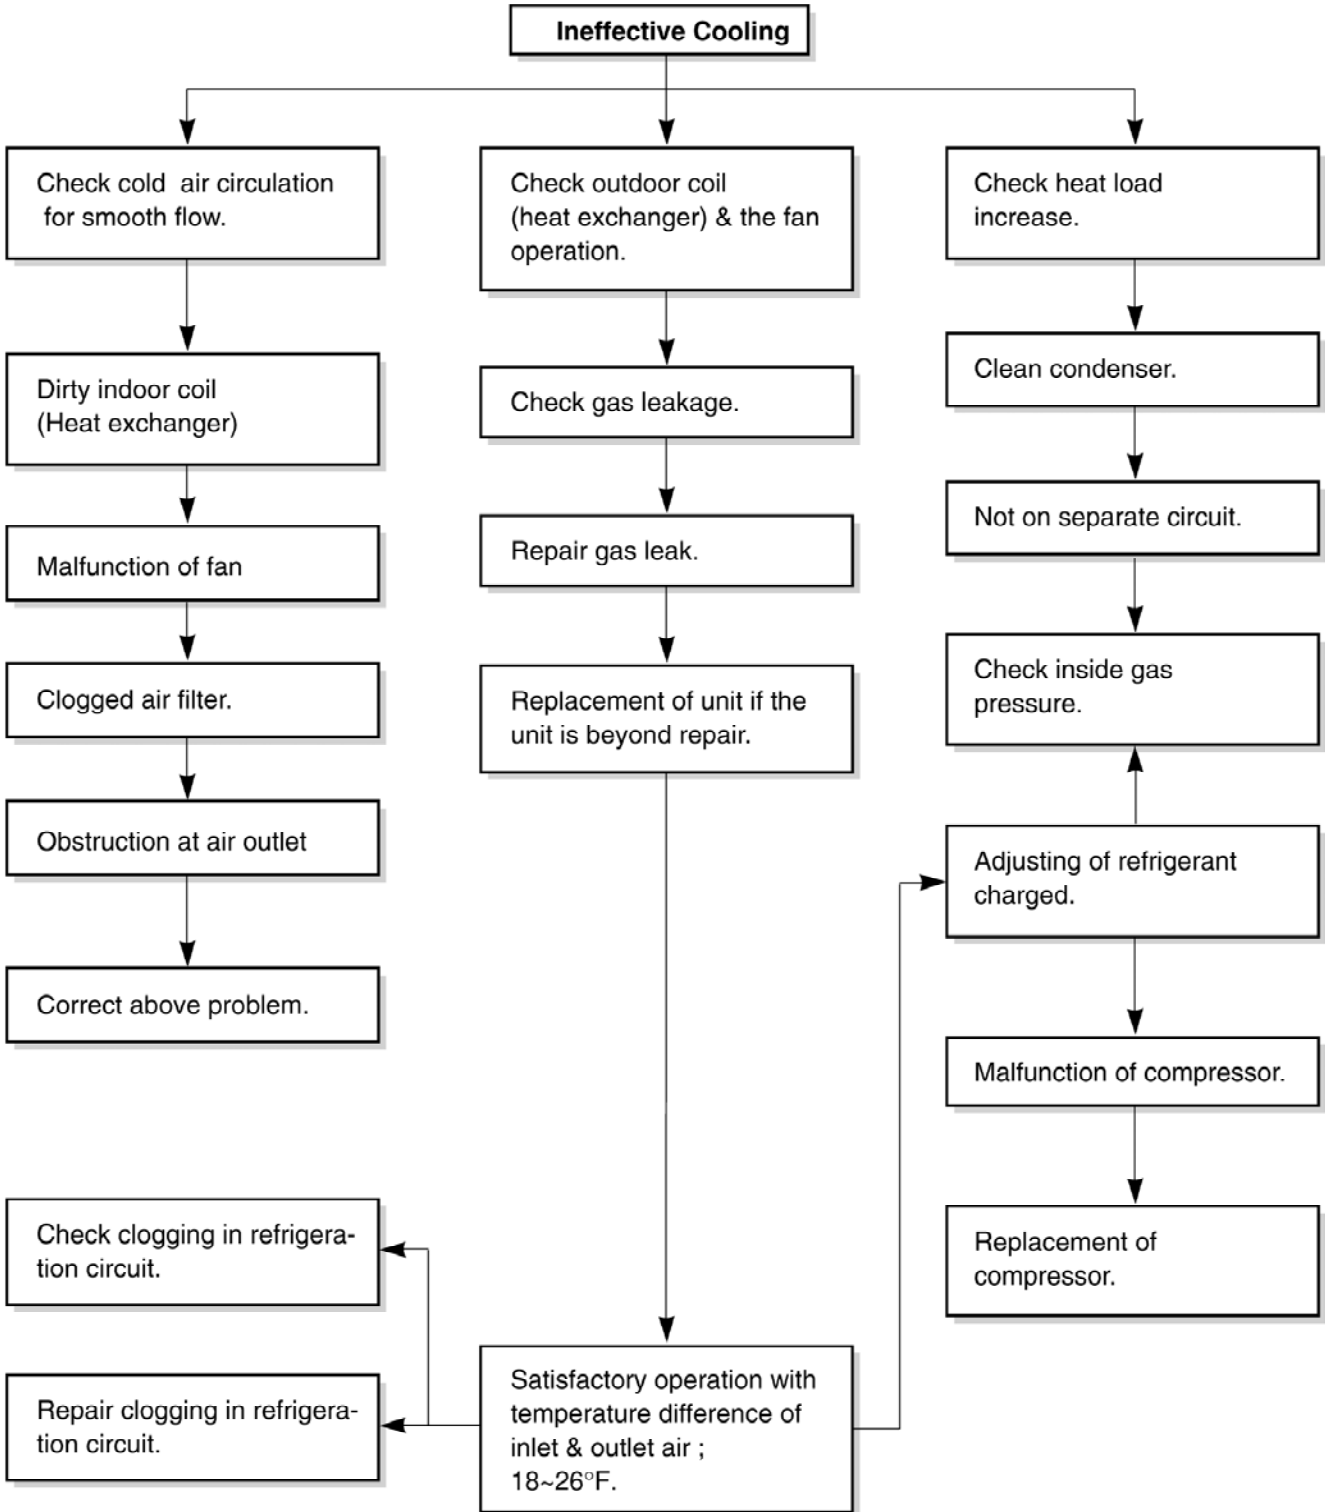 Ineffective Cooling
Check cold air circulation
for smooth flow.
Dirty indoor coil
(Heat exchanger)
Malfunction of fan
Clogged air filter.
Obstruction at air outlet
Correct above problem.
Check outdoor coil
(heat exchanger) & the fan
operation.
Check gas leakage.
Repair gas leak.
Replacement of unit if the
unit is beyond repair.
Satisfactory operation with
temperature difference of
inlet & outlet air ;
18~26°F.
Check clogging in refrigera-
tion circuit.
Repair clogging in refrigera-
tion circuit.
Check heat load
increase.
Clean condenser.
Not on separate circuit.
Check inside gas
pressure.
Adjusting of refrigerant
charged.
Malfunction of compressor.
Replacement of
compressor.